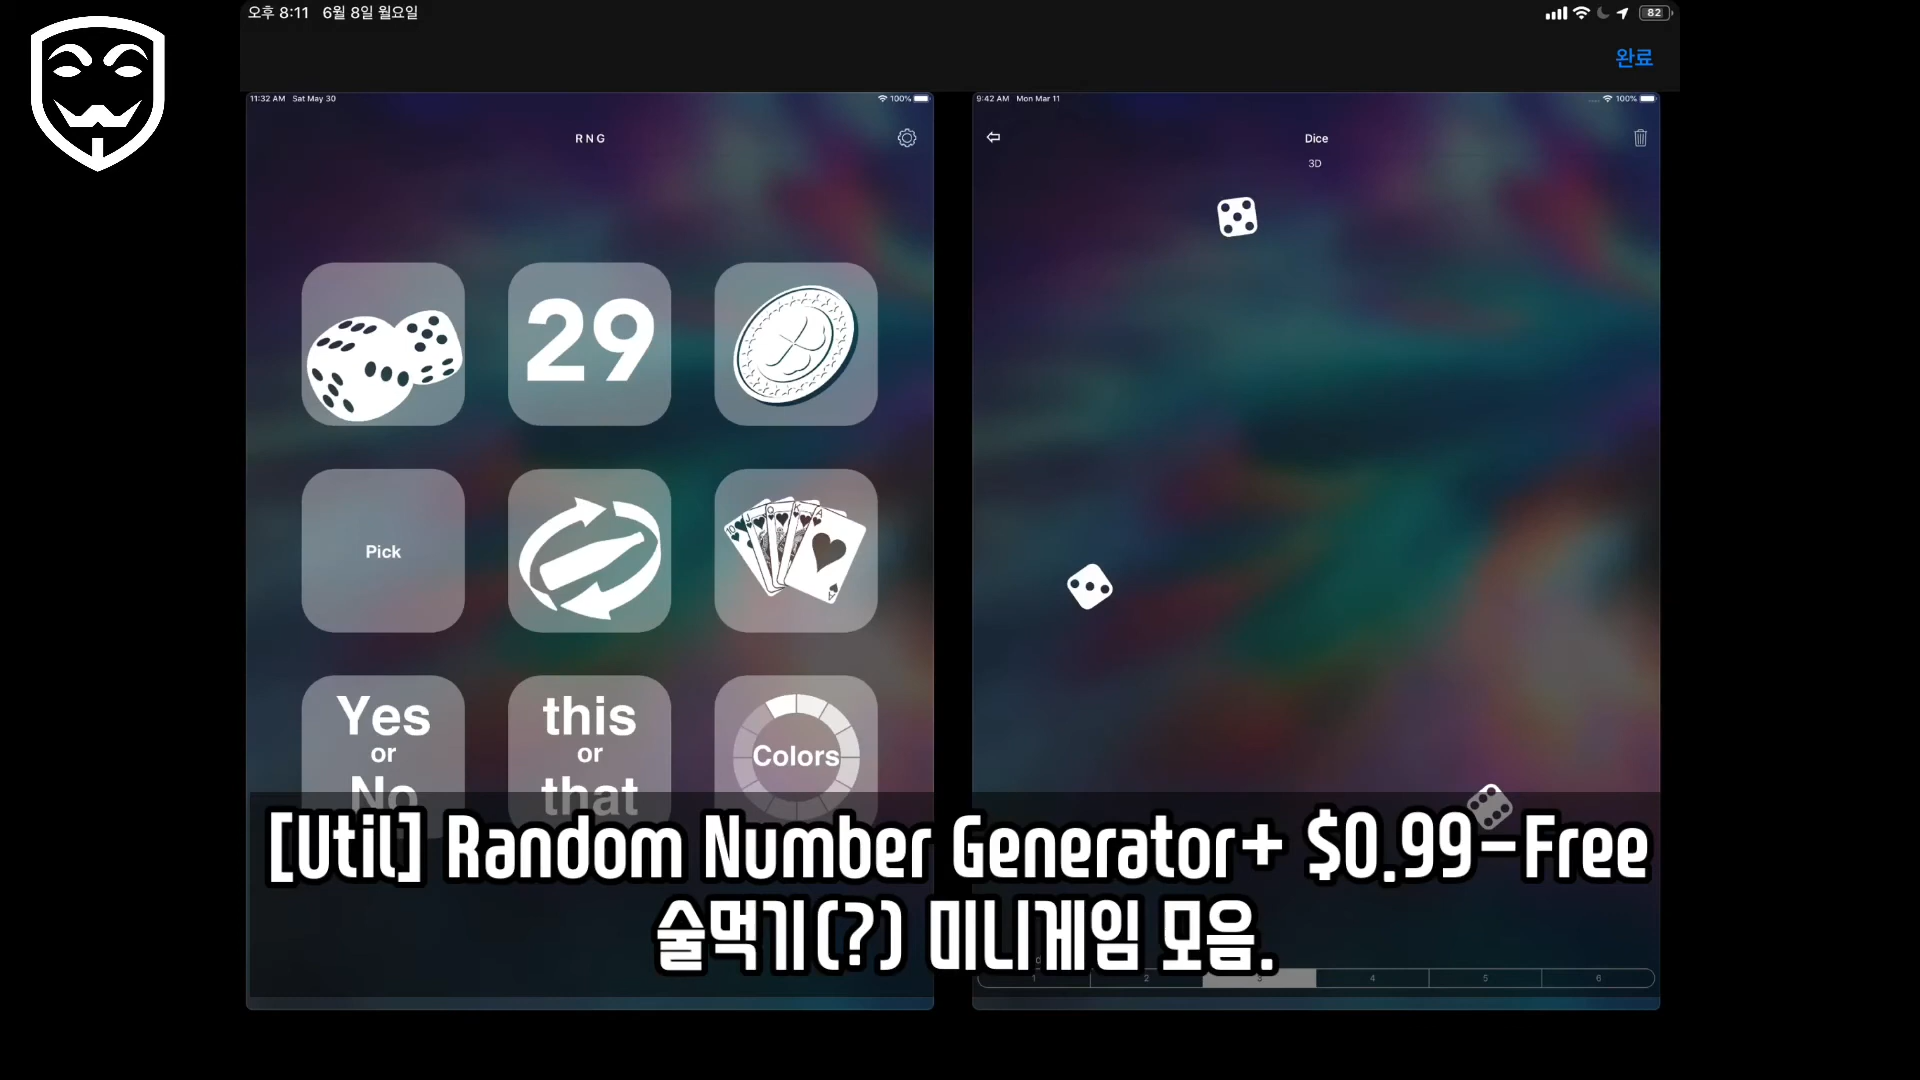 오후 8:11 6월 8일 월요일
82
완료
11:32 AM Sat May 30
100%
RNG
29
Pick
Yes
or
No
this
or
that
Colors
9:42 AM Mon Mar 11
100%
Dice
3D
[Util] Random Number Generator+ $0.99-Free
술먹기(?) 미니게임 모음.
1 2 3 4 5 6